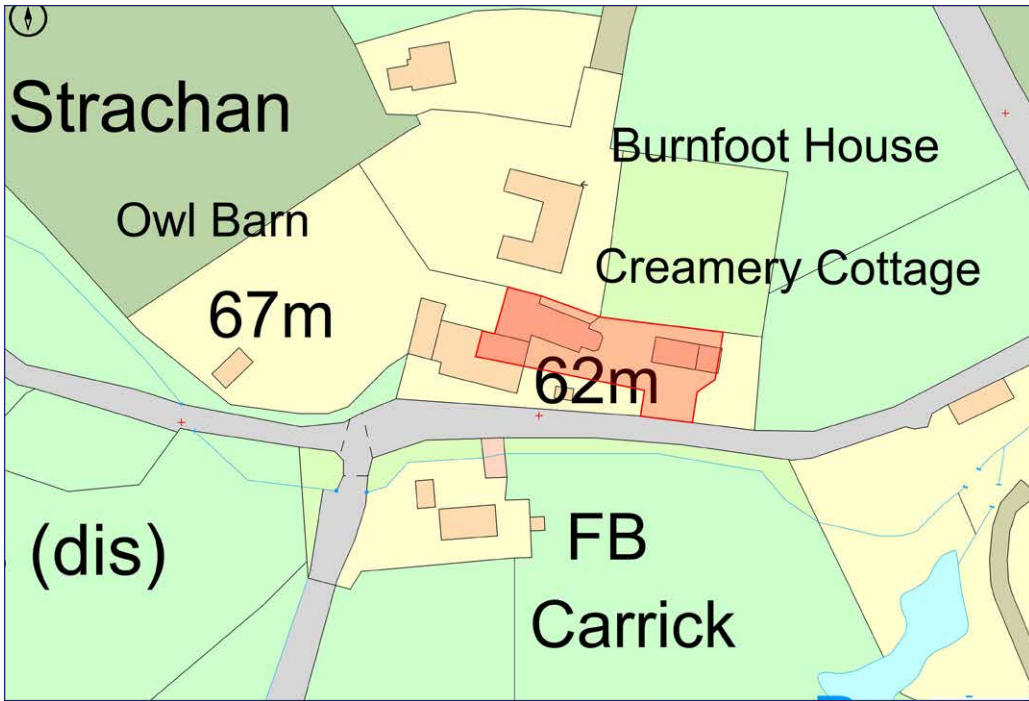 Strachan
Burnfoot House
Owl Barn
Creamery Cottage
67m
62m
(dis)
FB
Carrick